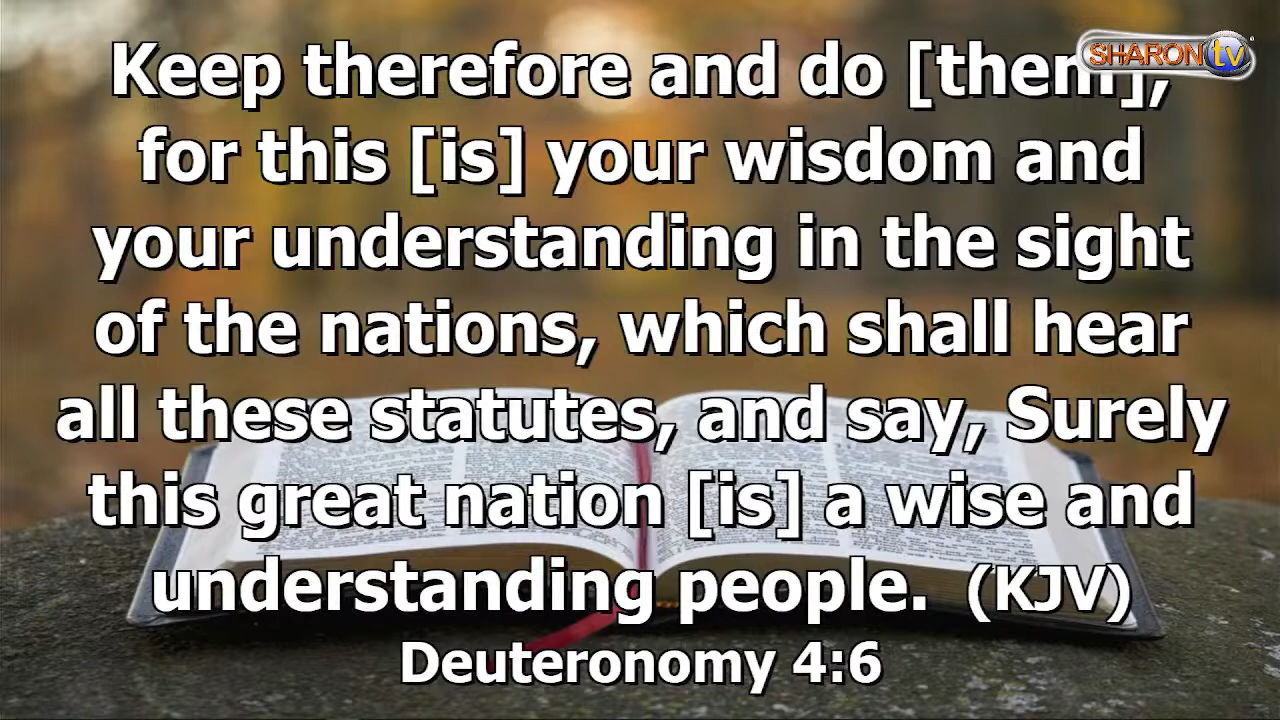 SHARON tv
Keep therefore and do [them],
for this [is] your wisdom and
your understanding in the sight
of the nations, which shall hear
all these statutes, and say, Surely
this great nation [is] a wise and
understanding people. (KJV)
Deuteronomy 4:6